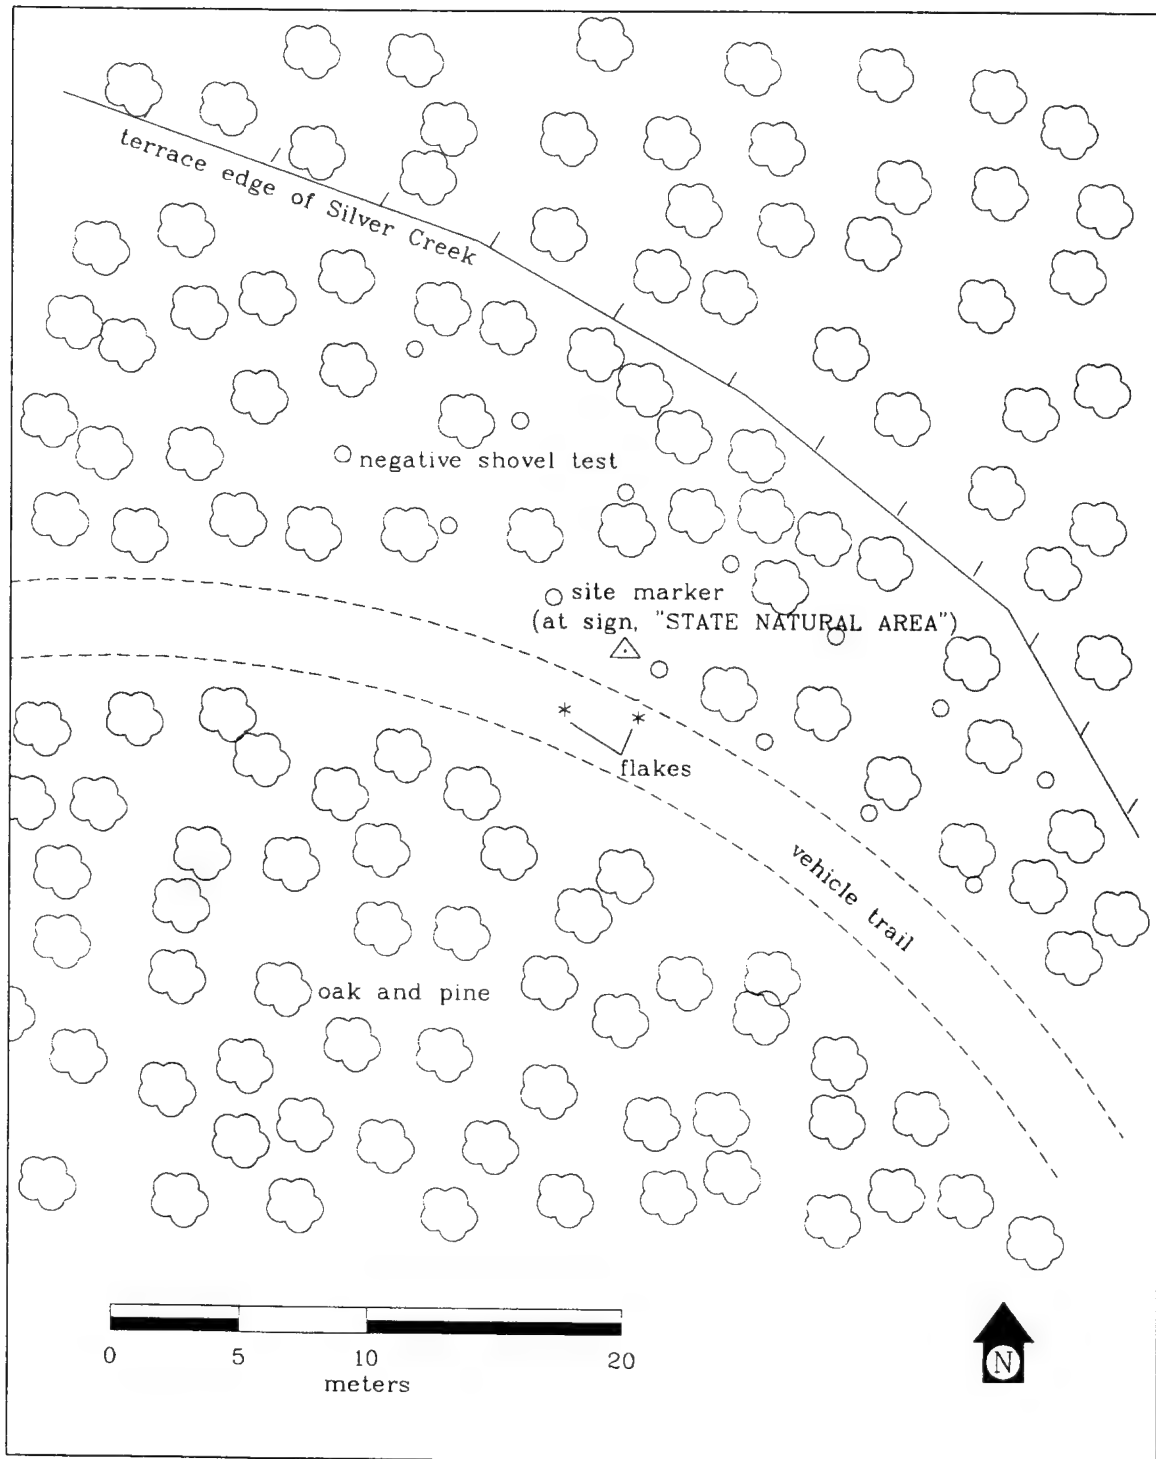 terrace edge of Silver Creek
negative shovel test
site marker
(at sign, "STATE NATURAL AREA")
flakes
vehicle trail
oak and pine
0 5 10 20
meters
N